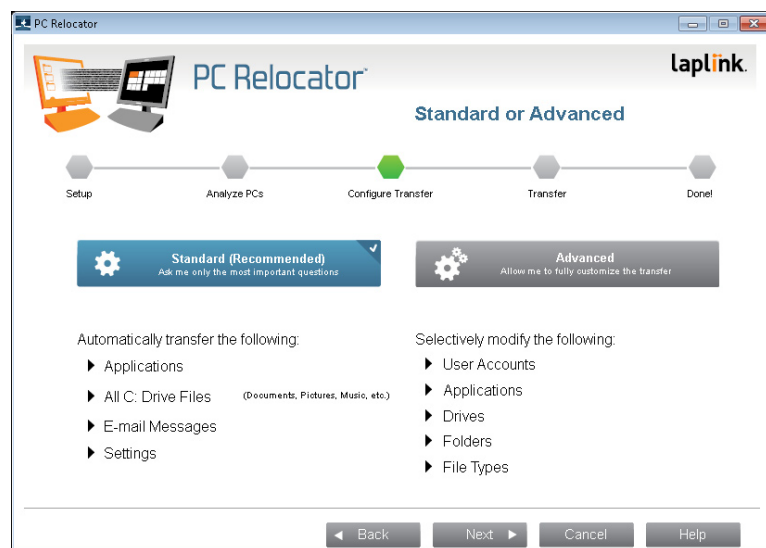 PC Relocator
PC Relocator™
laplink.
Standard or Advanced
Setup
Analyze PCs
Configure Transfer
Transfer
Done!
Standard (Recommended)
Ask me only the most important questions
Advanced
Allow me to fully customize the transfer
Automatically transfer the following:
Applications
All C: Drive Files (Documents, Pictures, Music, etc.)
E-mail Messages
Settings
Selectively modify the following:
User Accounts
Applications
Drives
Folders
File Types
Back
Next
Cancel
Help